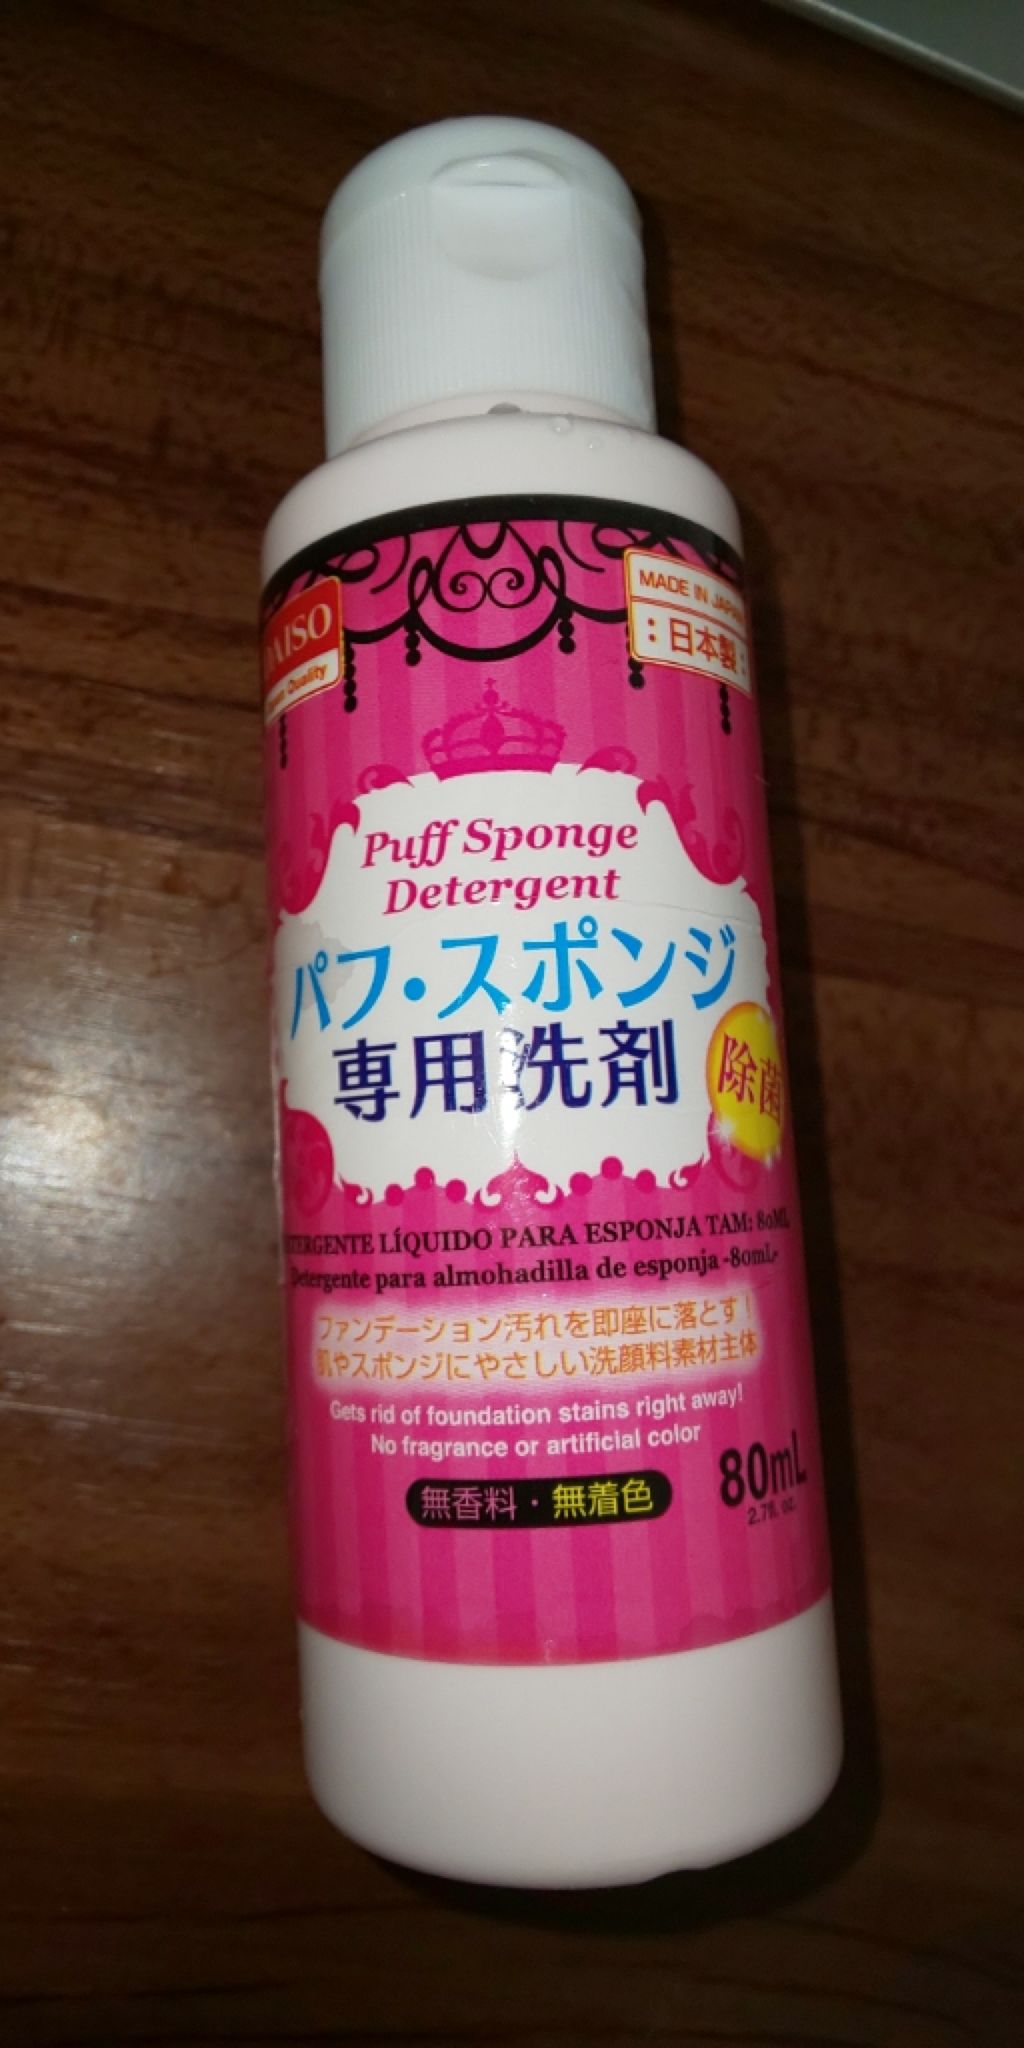 MADE IN
:日本製:
Quality
Puff Sponge
Detergent
パフ・スポンジ
専用洗剤
除菌
LÍQUIDO PARA ESPONJA TAM: 80ML
Detergente para almohadilla de esponja -80mL-
ファンデーション汚れを即座に落とす!
肌やスポンジにやさしい洗顔料素材主体
Gets rid of foundation stains right away!
No fragrance or artificial color
無香料・無着色
80mL
2.7fl. oz.